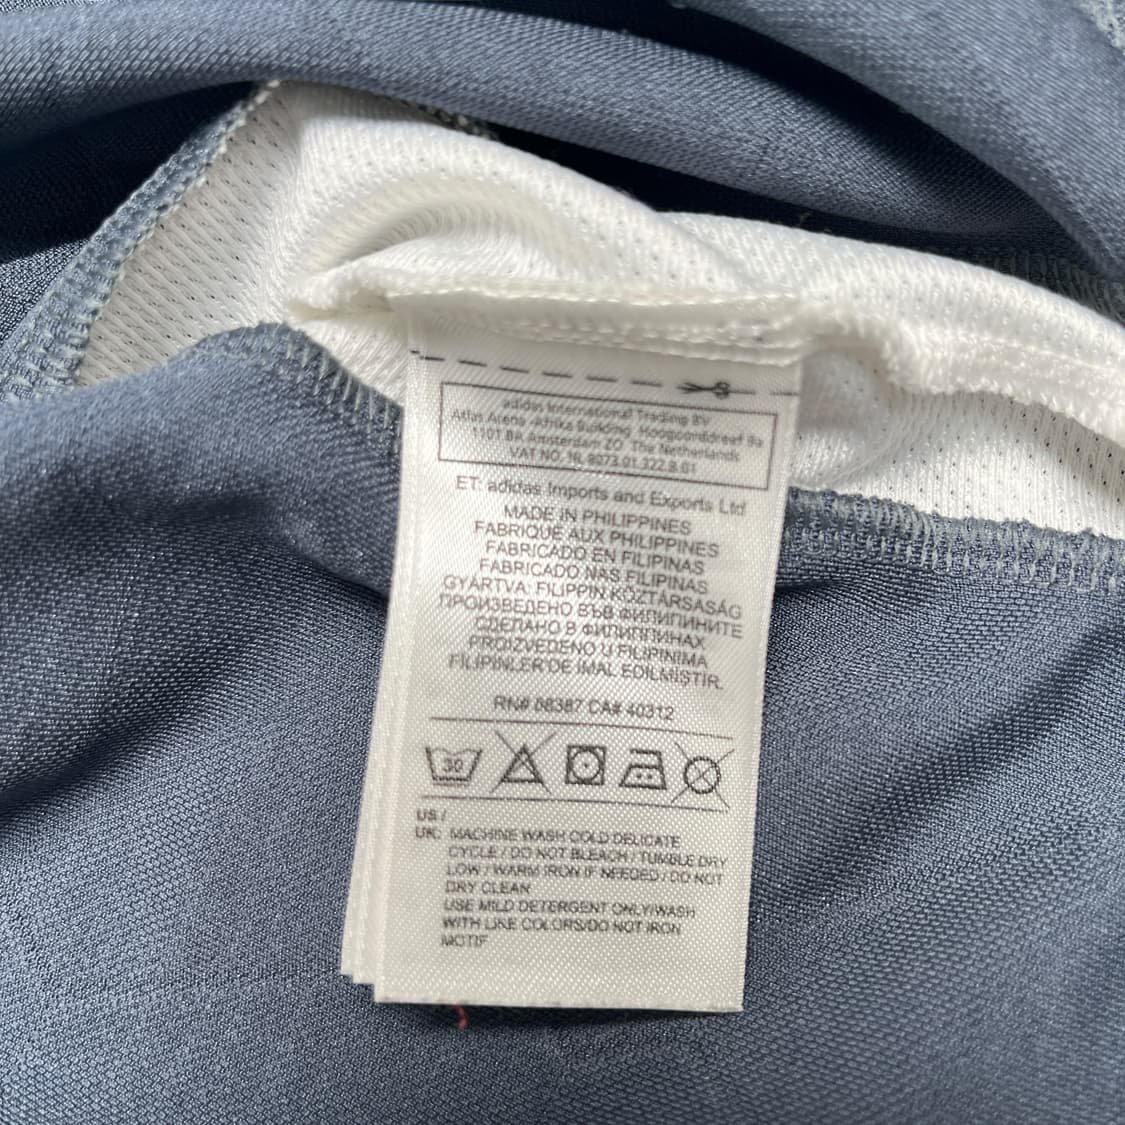 adidas International Trading BV
Atlas Arena -Afrika Building Hoogoorddreef 9a
1101 BA Amsterdam ZO The Netherlands
VAT NO. NL 8073.01.322.B.01
ET: adidas Imports and Exports Ltd
MADE IN PHILIPPINES
FABRIQUE AUX PHILIPPINES
FABRICADO EN FILIPINAS
FABRICADO NAS FILIPINAS
GYÁRTVA: FILIPPIN KÖZTÁRSASÁG
ПРОИЗВЕДЕНО ВЪВ ФИЛИПИНИТЕ
СДЕЛАНО В ФИЛИППИНАХ
PROIZVEDENO U FILIPINIMA
FİLİPİNLER'DE İMAL EDİLMİŞTİR.
RN# 88387 CA# 40312
30
US /
UK: MACHINE WASH COLD DELICATE
CYCLE / DO NOT BLEACH / TUMBLE DRY
LOW / WARM IRON IF NEEDED / DO NOT
DRY CLEAN
USE MILD DETERGENT ONLY/WASH
WITH LIKE COLORS/DO NOT IRON
MOTIF